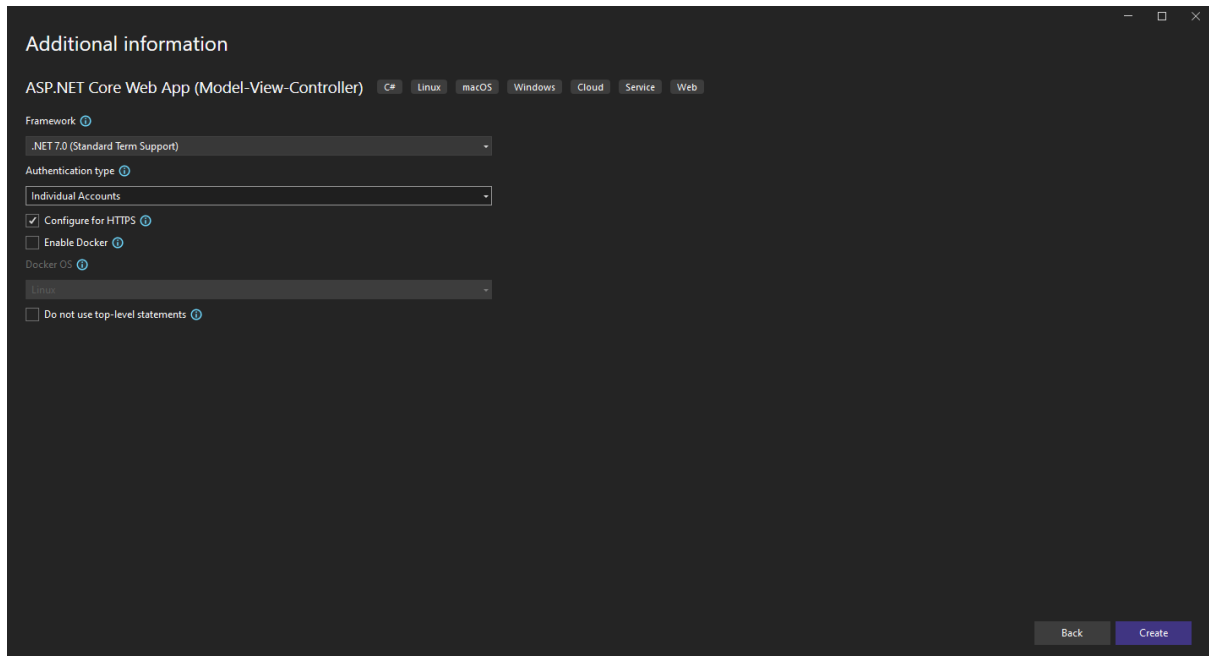 Additional information
ASP.NET Core Web App (Model-View-Controller) C# Linux macOS Windows Cloud Service Web
Framework
.NET 7.0 (Standard Term Support)
Authentication type
Individual Accounts
Configure for HTTPS
Enable Docker
Docker OS
Linux
Do not use top-level statements
Back Create